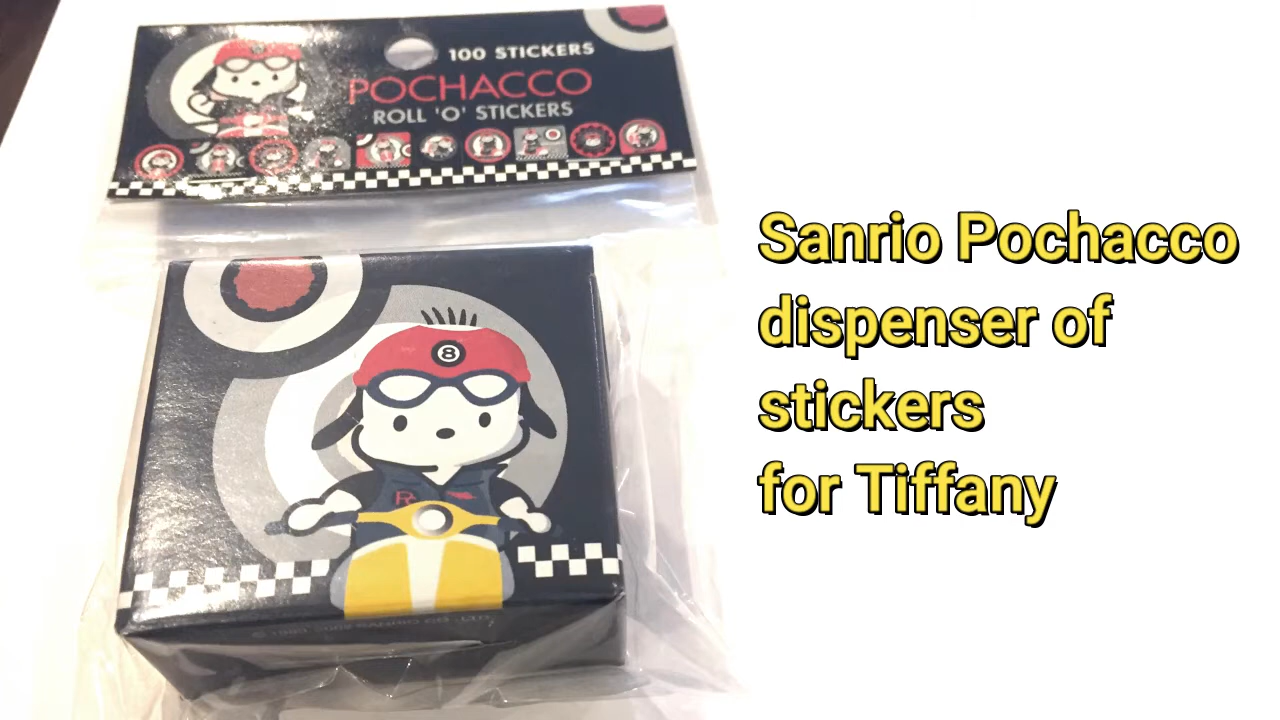 100 STICKERS
POCHACCO
ROLL 'O' STICKERS
8
Sanrio Pochacco
dispenser of
stickers
for Tiffany